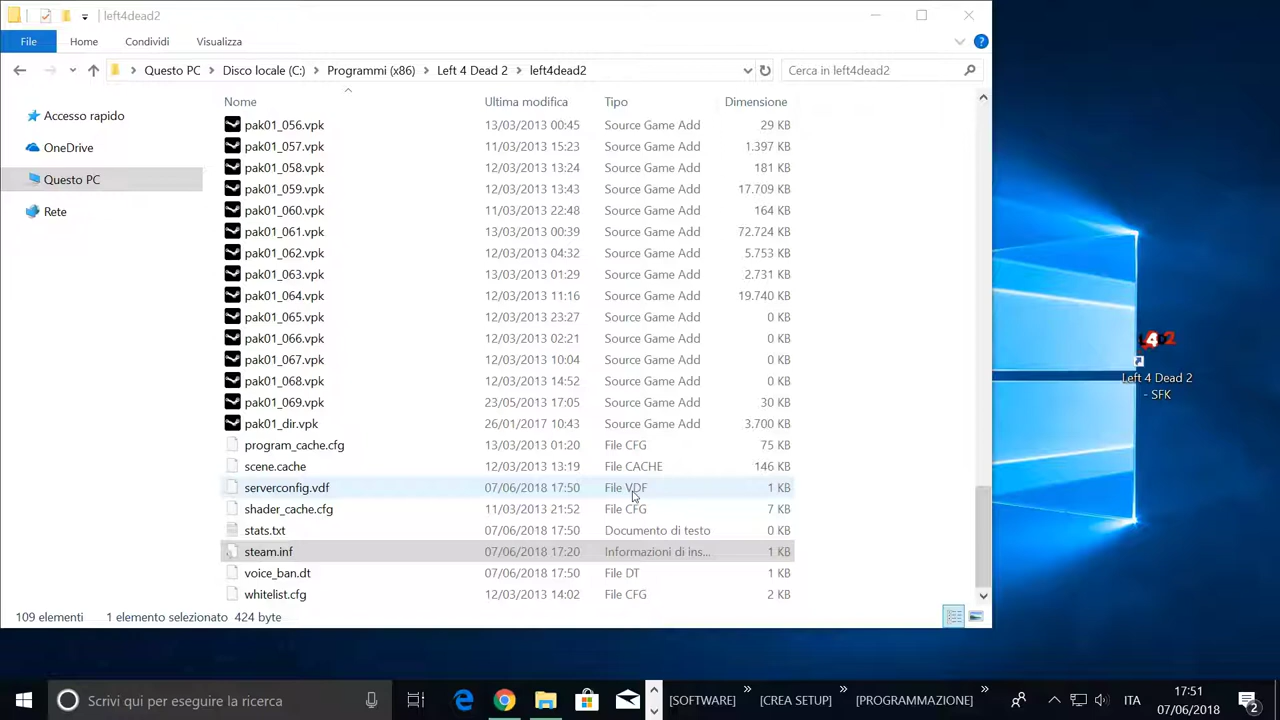 left4dead2
File Home Condividi Visualizza
Questo PC Disco locale (C:) Programmi (x86) Left 4 Dead 2 left4dead2 Cerca in left4dead2
Accesso rapido
OneDrive
Questo PC
Rete
Nome Ultima modifica Tipo Dimensione
pak01_056.vpk 13/03/2013 00:45 Source Game Add 29 KB
pak01_057.vpk 11/03/2013 15:23 Source Game Add 1.397 KB
pak01_058.vpk 12/03/2013 13:24 Source Game Add 181 KB
pak01_059.vpk 12/03/2013 13:43 Source Game Add 17.709 KB
pak01_060.vpk 11/03/2013 22:48 Source Game Add 164 KB
pak01_061.vpk 13/03/2013 00:39 Source Game Add 72.724 KB
pak01_062.vpk 12/03/2013 04:32 Source Game Add 5.753 KB
pak01_063.vpk 13/03/2013 01:29 Source Game Add 2.731 KB
pak01_064.vpk 12/03/2013 11:16 Source Game Add 19.740 KB
pak01_065.vpk 12/03/2013 23:27 Source Game Add 0 KB
pak01_066.vpk 12/03/2013 02:21 Source Game Add 0 KB
pak01_067.vpk 12/03/2013 10:04 Source Game Add 0 KB
pak01_068.vpk 12/03/2013 14:52 Source Game Add 0 KB
pak01_069.vpk 23/05/2013 17:05 Source Game Add 30 KB
pak01_dir.vpk 26/01/2017 10:43 Source Game Add 3.700 KB
program_cache.cfg 13/03/2013 01:20 File CFG 75 KB
scene.cache 12/03/2013 13:19 File CACHE 146 KB
serverconfig.vdf 07/06/2018 17:50 File VDF 1 KB
shader_cache.cfg 11/03/2013 21:52 File CFG 7 KB
stats.txt 07/06/2018 17:50 Documento di testo 0 KB
steam.inf 07/06/2018 17:20 Informazioni di ins... 1 KB
voice_ban.dt 07/06/2018 17:50 File DT 1 KB
whitelist.cfg 12/03/2013 14:02 File CFG 2 KB
109 elementi 1 elemento selezionato 424 byte
Left 4 Dead 2
- SFK
Scrivi qui per eseguire la ricerca
[SOFTWARE] [CREA SETUP] [PROGRAMMAZIONE]
ITA
17:51
07/06/2018
2